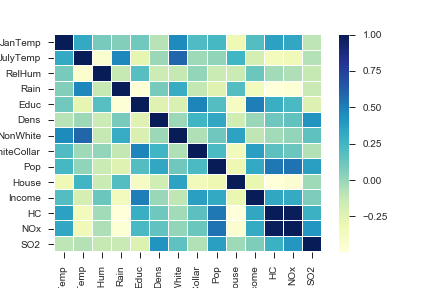 JanTemp
JulyTemp
RelHum
Rain
Educ
Dens
NonWhite
iteCollar
Pop
House
Income
HC
NOx
SO2
Temp
Temp
Hum
Rain
Educ
Dens
White
ollar
Pop
ouse
ome
HC
NOx
SO2
1.00
0.75
0.50
0.25
0.00
−0.25